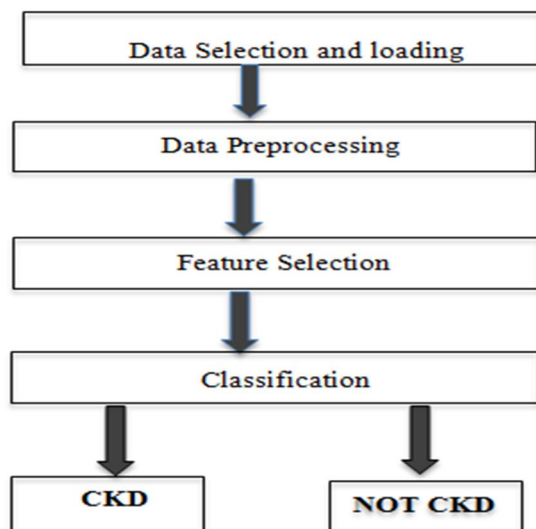 Data Selection and loading
Data Preprocessing
Feature Selection
Classification
CKD
NOT CKD